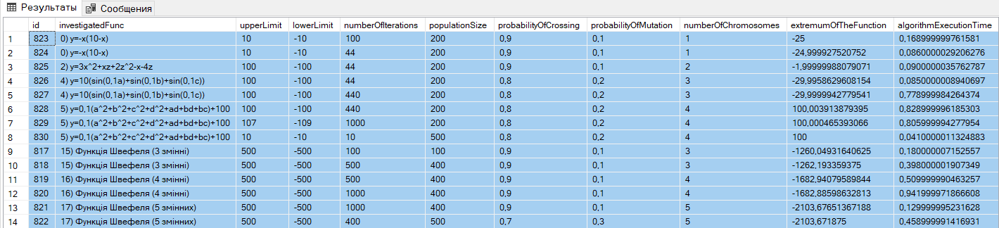 Результаты Сообщения
id investigatedFunc upperLimit lowerLimit numberOfIterations populationSize probabilityOfCrossing probabilityOfMutation numberOfChromosomes extremumOfTheFunction algorithmExecutionTime
1 823 0) y=-x(10-x) 10 -10 100 200 0,9 0,1 1 -25 0,168999999761581
2 824 0) y=-x(10-x) 10 -10 44 200 0,9 0,1 1 -24,999927520752 0,0860000029206276
3 825 2) y=3x^2+xz+2z^2-x-4z 100 -100 44 200 0,9 0,1 2 -1,99999988079071 0,0900000035762787
4 826 4) y=10(sin(0,1a)+sin(0,1b)+sin(0,1c)) 100 -100 44 200 0,8 0,2 3 -29,9958629608154 0,0850000008940697
5 827 4) y=10(sin(0,1a)+sin(0,1b)+sin(0,1c)) 100 -100 440 200 0,8 0,2 3 -29,9999942779541 0,778999984264374
6 828 5) y=0,1(a^2+b^2+c^2+d^2+ad+bd+bc)+100 100 -100 440 200 0,8 0,2 4 100,003913879395 0,828999996185303
7 829 5) y=0,1(a^2+b^2+c^2+d^2+ad+bd+bc)+100 107 -109 1000 200 0,8 0,2 4 100,000465393066 0,805999994277954
8 830 5) y=0,1(a^2+b^2+c^2+d^2+ad+bd+bc)+100 10 -10 10 500 0,8 0,2 4 100 0,0410000011324883
9 817 15) Функція Швефеля (3 змінні) 500 -500 100 100 0,9 0,1 3 -1260,04931640625 0,180000007152557
10 818 15) Функція Швефеля (3 змінні) 500 -500 500 400 0,9 0,1 3 -1262,193359375 0,398000001907349
11 819 16) Функція Швефеля (4 змінні) 500 -500 500 400 0,9 0,1 4 -1682,94079589844 0,509999990463257
12 820 16) Функція Швефеля (4 змінні) 500 -500 1000 400 0,9 0,1 4 -1682,88598632813 0,941999971866608
13 821 17) Функція Швефеля (5 змінних) 500 -500 1000 400 0,9 0,1 5 -2103,67651367188 0,129999995231628
14 822 17) Функція Швефеля (5 змінних) 500 -500 400 500 0,7 0,3 5 -2103,671875 0,458999991416931